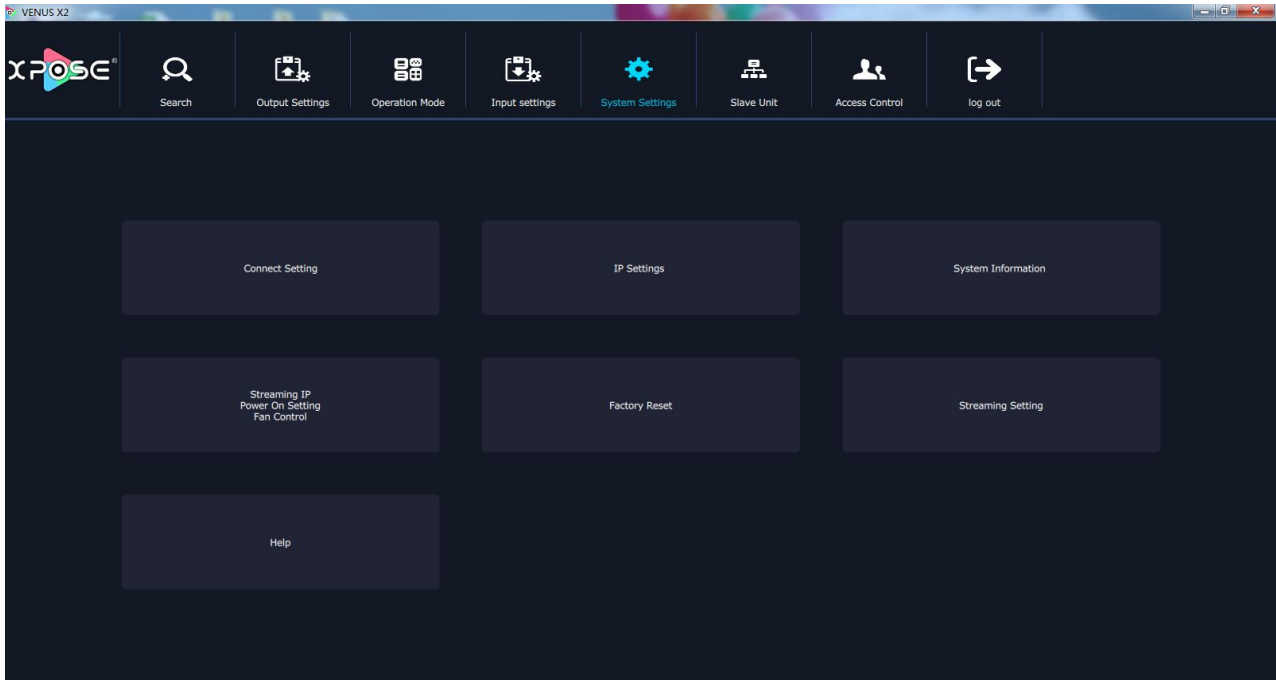 VENUS X2
XPOSE®
Search
Output Settings
Operation Mode
Input settings
System Settings
Slave Unit
Access Control
log out
Connect Setting
IP Settings
System Information
Streaming IP
Power On Setting
Fan Control
Factory Reset
Streaming Setting
Help